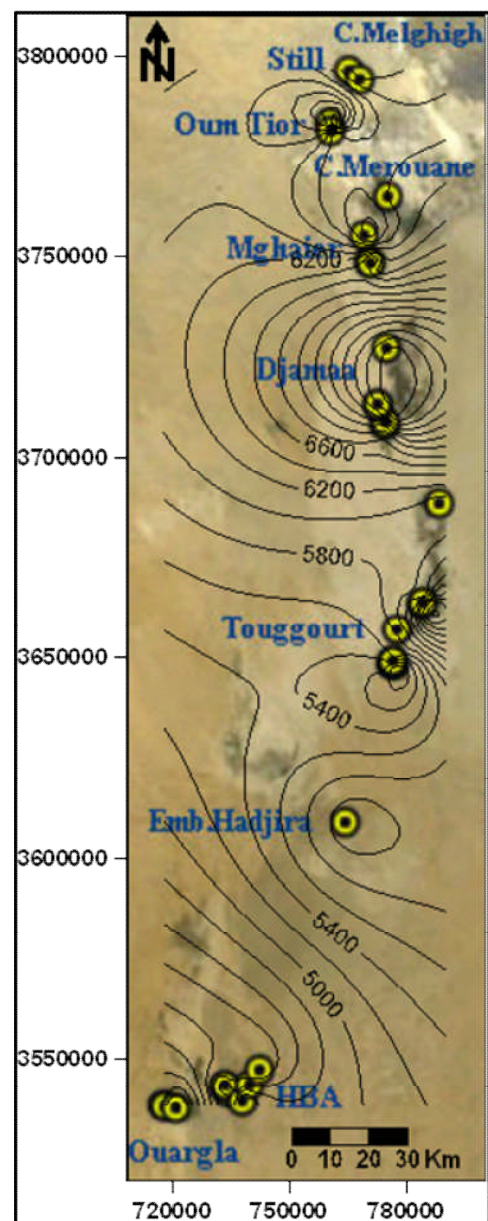 C.Melghigh
3800000
N
Still
Oum Tior
C.Merouane
3750000
Mghaier
6200
Djamaa
6600
3700000
6200
5800
Touggourt
3650000
5400
Emb.Hadjira
3600000
5400
5000
3550000
HBA
Ouargla
0 10 20 30 Km
720000 750000 780000